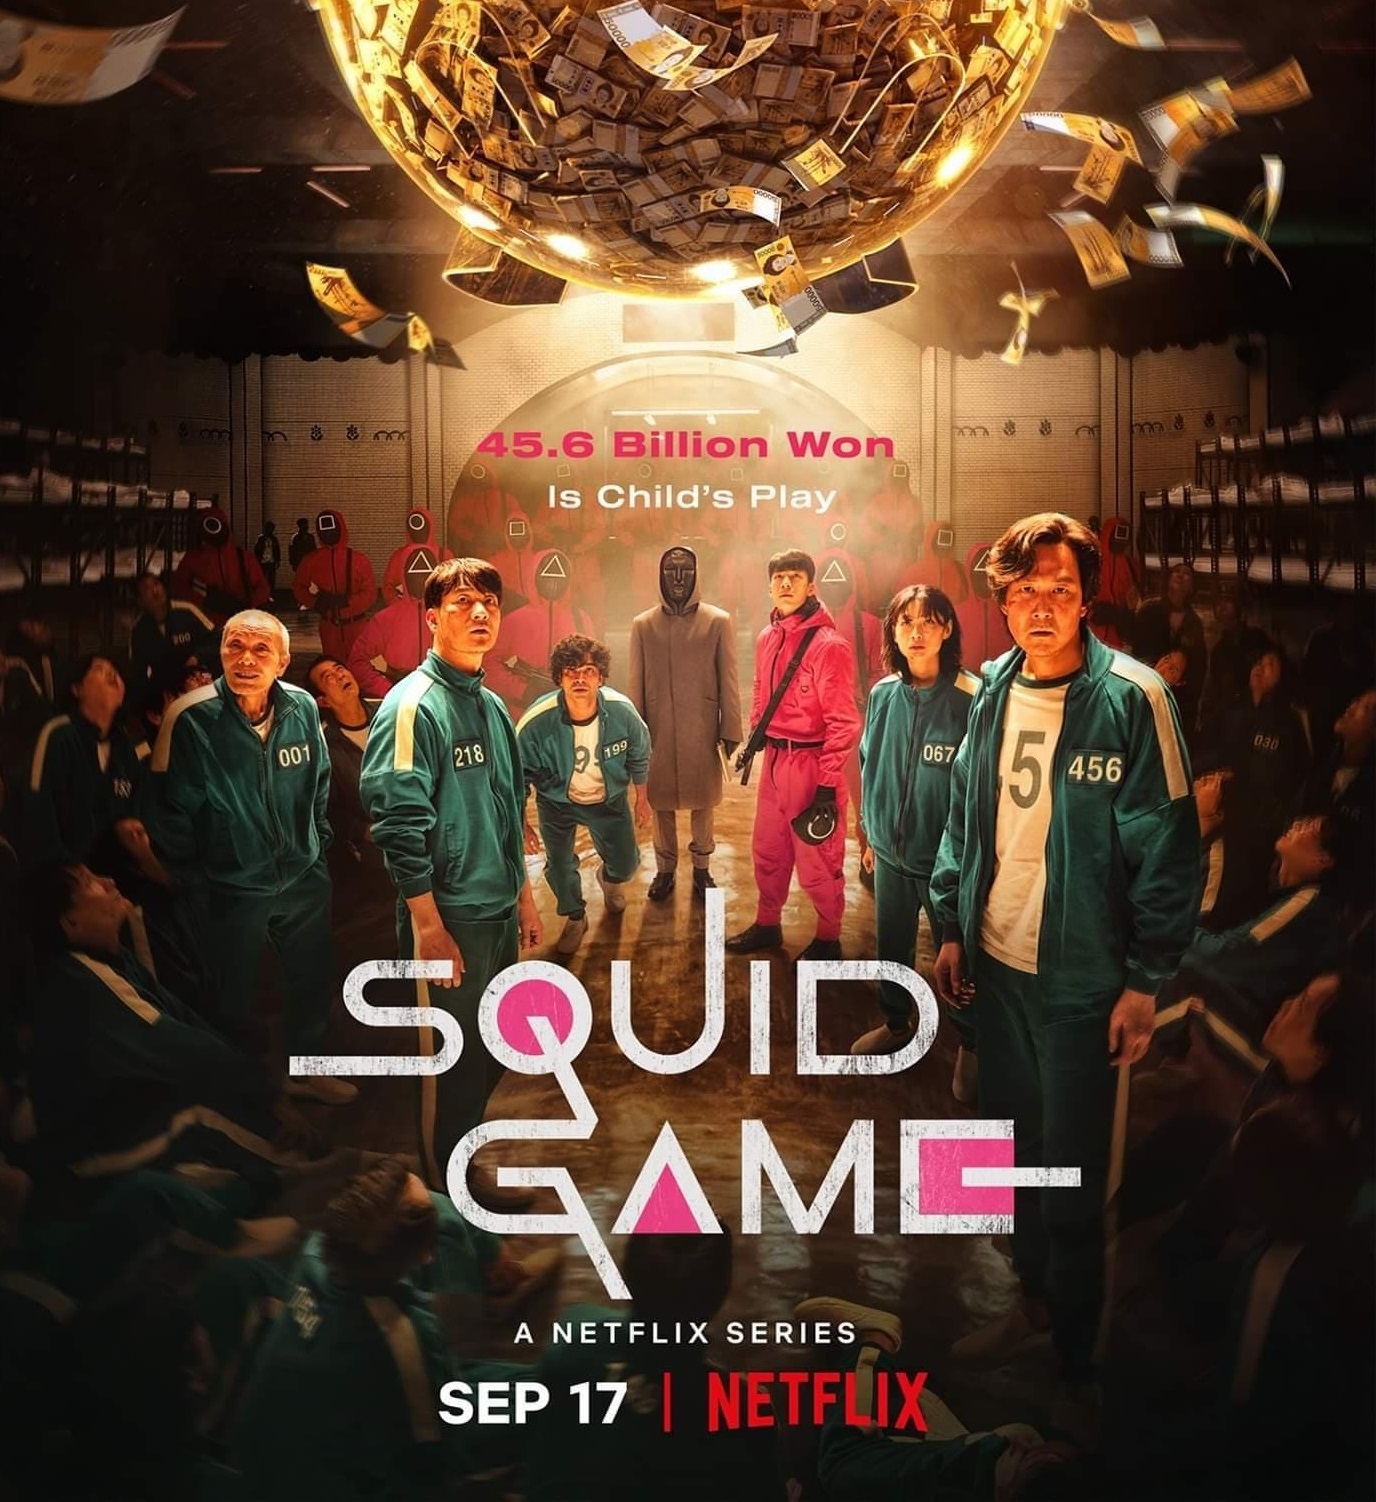 45.6 Billion Won
Is Child's Play
001
218
199
067
456
SQUID
GAME
A NETFLIX SERIES
SEP 17 | NETFLIX